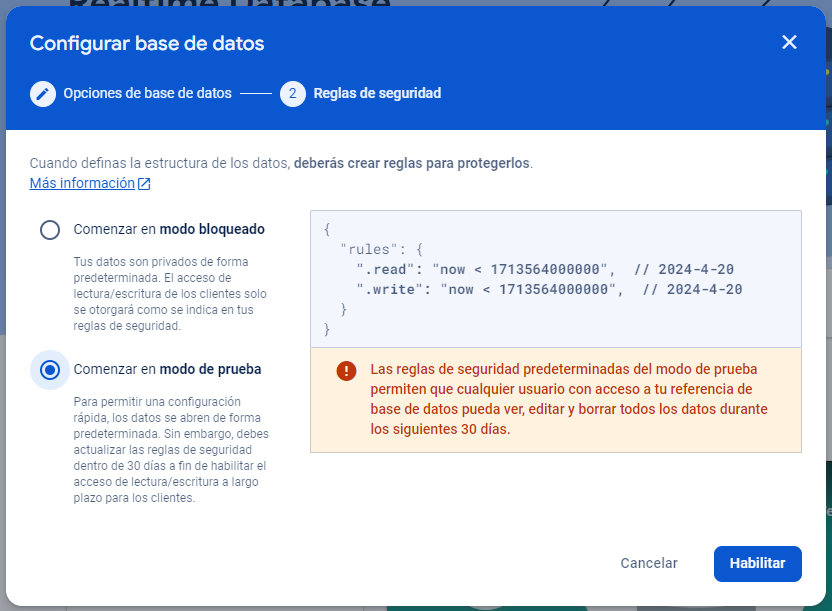 Realtime Database
Configurar base de datos
Opciones de base de datos
2
Reglas de seguridad
Cuando definas la estructura de los datos, deberás crear reglas para protegerlos.
Más información
Comenzar en modo bloqueado
Tus datos son privados de forma
predeterminada. El acceso de
lectura/escritura de los clientes solo
se otorgará como se indica en tus
reglas de seguridad.
Comenzar en modo de prueba
Para permitir una configuración
rápida, los datos se abren de forma
predeterminada. Sin embargo, debes
actualizar las reglas de seguridad
dentro de 30 días a fin de habilitar el
acceso de lectura/escritura a largo
plazo para los clientes.
{
"rules": {
".read": "now < 1713564000000", // 2024-4-20
".write": "now < 1713564000000", // 2024-4-20
}
}
Las reglas de seguridad predeterminadas del modo de prueba
permiten que cualquier usuario con acceso a tu referencia de
base de datos pueda ver, editar y borrar todos los datos durante
los siguientes 30 días.
Cancelar
Habilitar